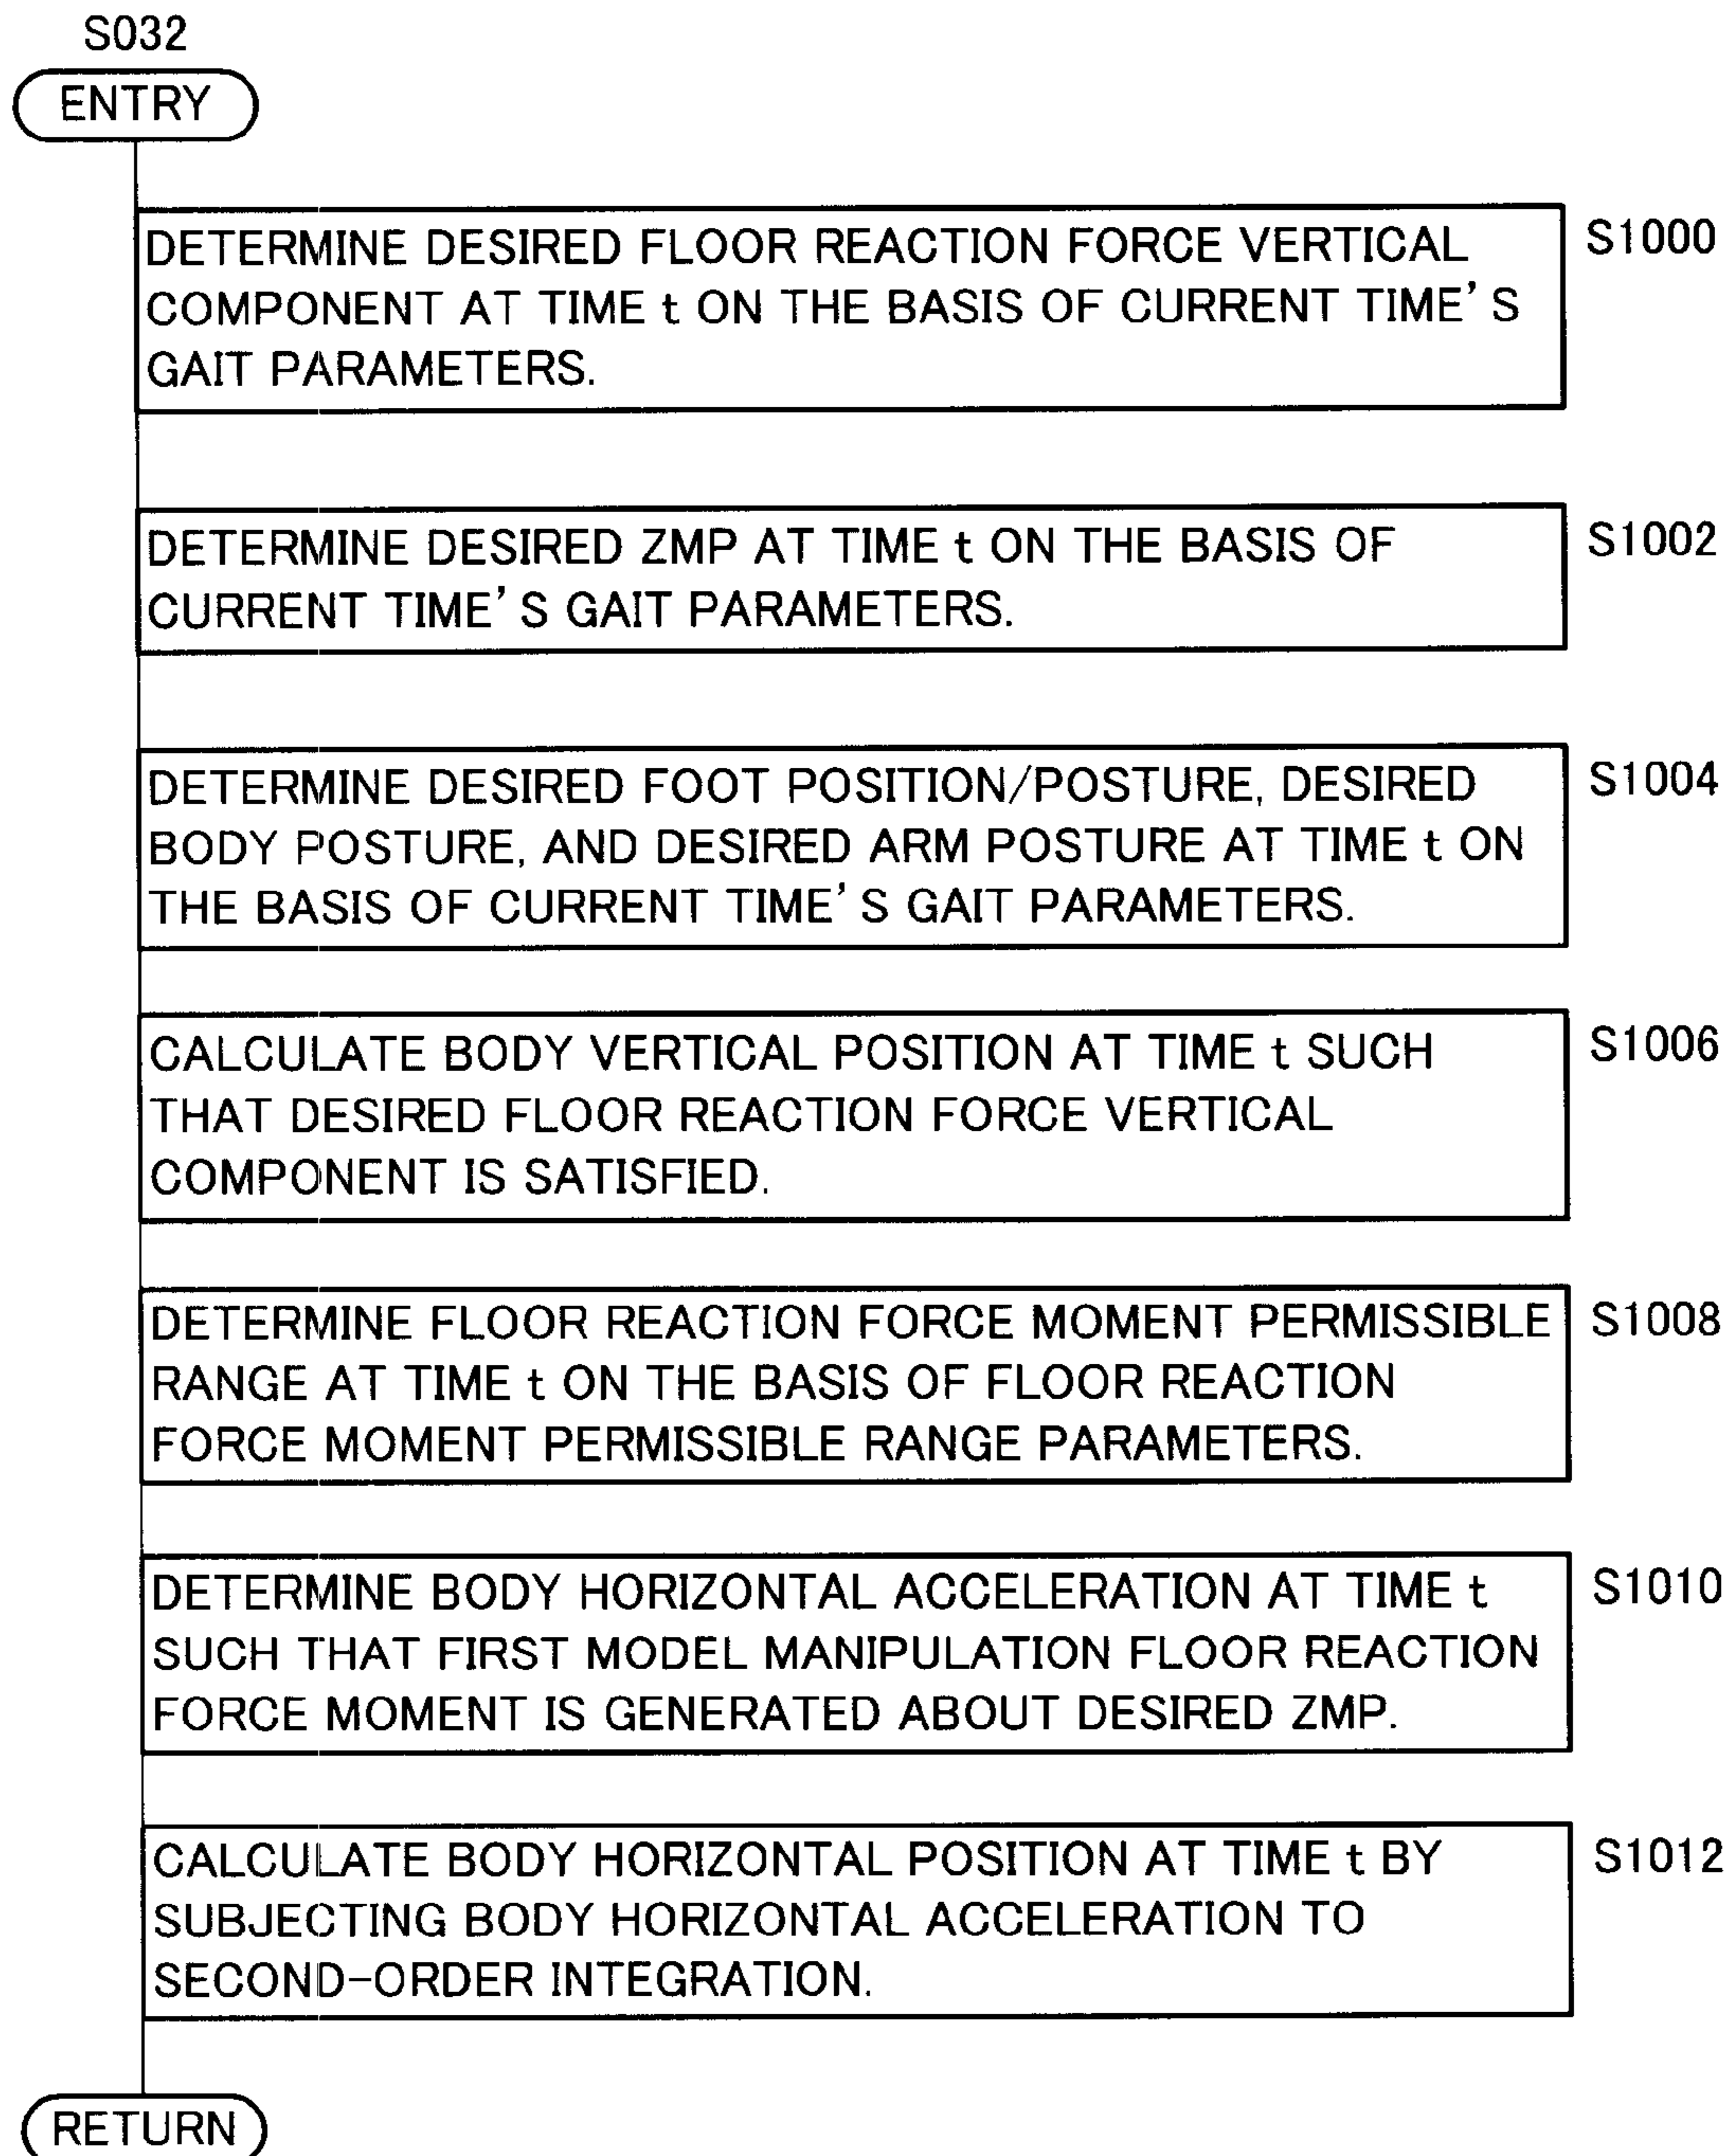 S032
ENTRY
DETERMINE DESIRED FLOOR REACTION FORCE VERTICAL
COMPONENT AT TIME t ON THE BASIS OF CURRENT TIME'S
GAIT PARAMETERS.
S1000
DETERMINE DESIRED ZMP AT TIME t ON THE BASIS OF
CURRENT TIME'S GAIT PARAMETERS.
S1002
DETERMINE DESIRED FOOT POSITION/POSTURE, DESIRED
BODY POSTURE, AND DESIRED ARM POSTURE AT TIME t ON
THE BASIS OF CURRENT TIME'S GAIT PARAMETERS.
S1004
CALCULATE BODY VERTICAL POSITION AT TIME t SUCH
THAT DESIRED FLOOR REACTION FORCE VERTICAL
COMPONENT IS SATISFIED.
S1006
DETERMINE FLOOR REACTION FORCE MOMENT PERMISSIBLE
RANGE AT TIME t ON THE BASIS OF FLOOR REACTION
FORCE MOMENT PERMISSIBLE RANGE PARAMETERS.
S1008
DETERMINE BODY HORIZONTAL ACCELERATION AT TIME t
SUCH THAT FIRST MODEL MANIPULATION FLOOR REACTION
FORCE MOMENT IS GENERATED ABOUT DESIRED ZMP.
S1010
CALCULATE BODY HORIZONTAL POSITION AT TIME t BY
SUBJECTING BODY HORIZONTAL ACCELERATION TO
SECOND-ORDER INTEGRATION.
S1012
RETURN